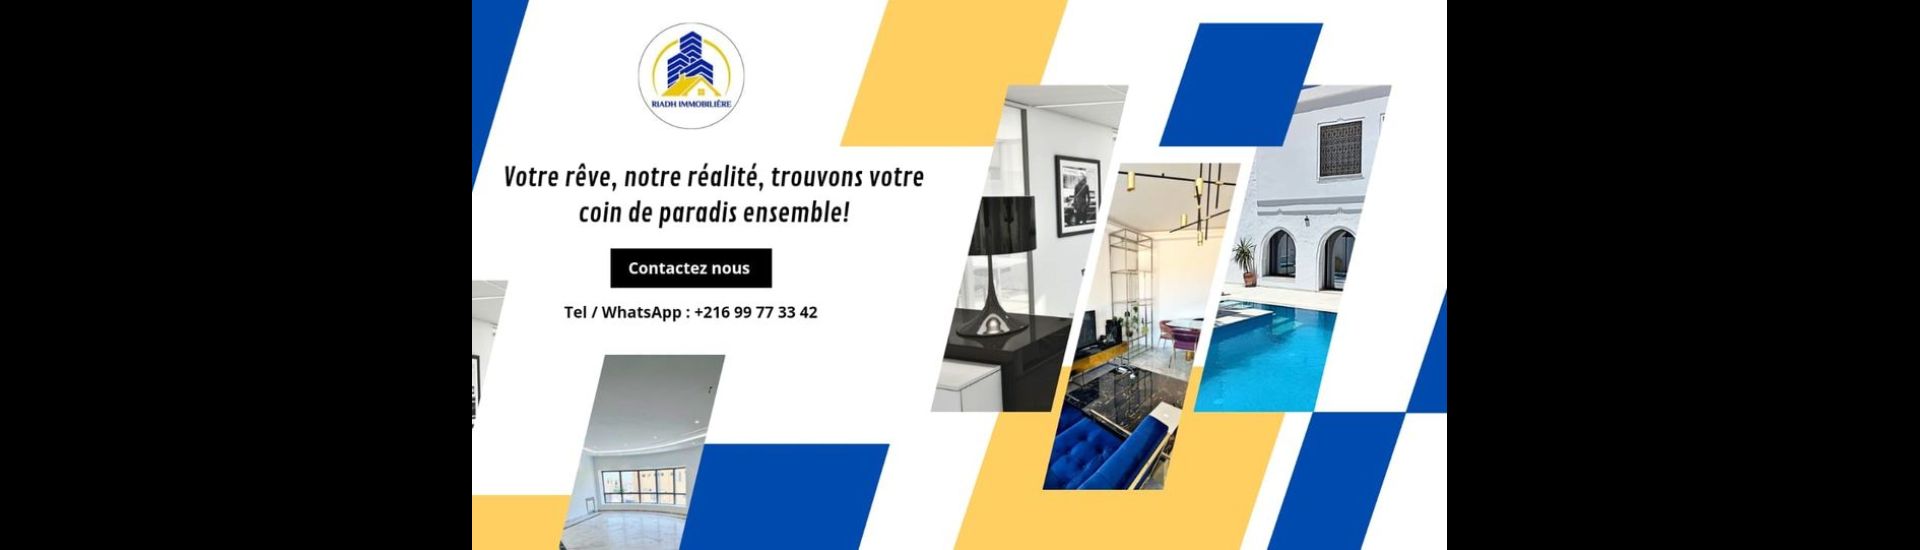 RIADH IMMOBILIÈRE
Votre rêve, notre réalité, trouvons votre
coin de paradis ensemble!
Contactez nous
Tel / WhatsApp : +216 99 77 33 42